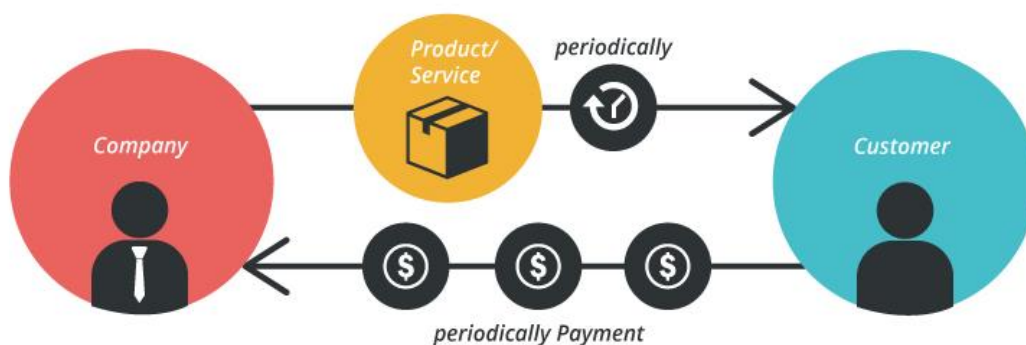 Product/
Service
periodically
Company
Customer
$ $ $
periodically Payment